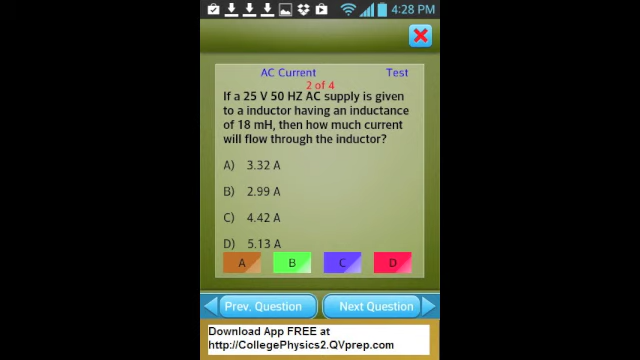 4:28 PM
AC Current Test
2 of 4
If a 25 V 50 HZ AC supply is given
to a inductor having an inductance
of 18 mH, then how much current
will flow through the inductor?
A) 3.32 A
B) 2.99 A
C) 4.42 A
D) 5.13 A
A B C D
Prev. Question Next Question
Download App FREE at
http://CollegePhysics2.QVprep.com